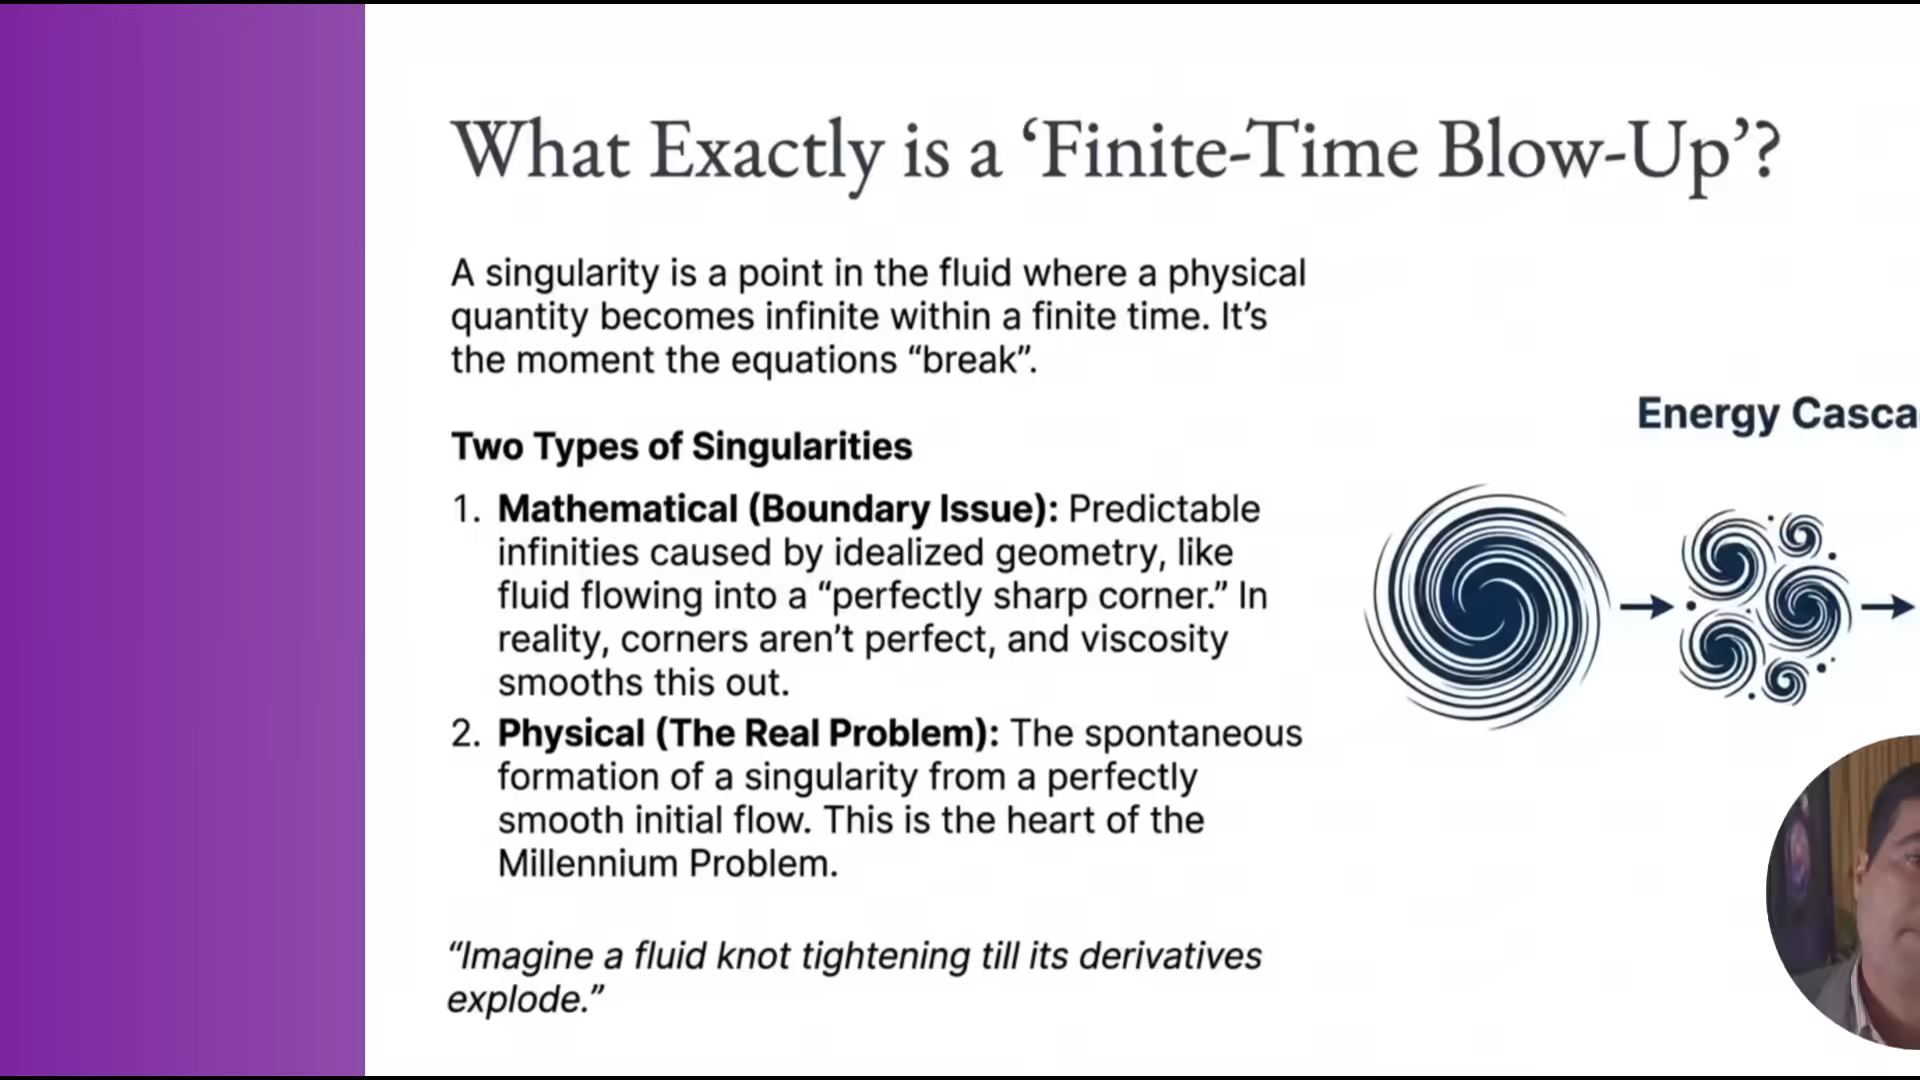 What Exactly is a ‘Finite-Time Blow-Up’?
A singularity is a point in the fluid where a physical
quantity becomes infinite within a finite time. It’s
the moment the equations “break”.
Two Types of Singularities
1. Mathematical (Boundary Issue): Predictable
infinities caused by idealized geometry, like
fluid flowing into a “perfectly sharp corner.” In
reality, corners aren’t perfect, and viscosity
smooths this out.
2. Physical (The Real Problem): The spontaneous
formation of a singularity from a perfectly
smooth initial flow. This is the heart of the
Millennium Problem.
“Imagine a fluid knot tightening till its derivatives
explode.”
Energy Casca